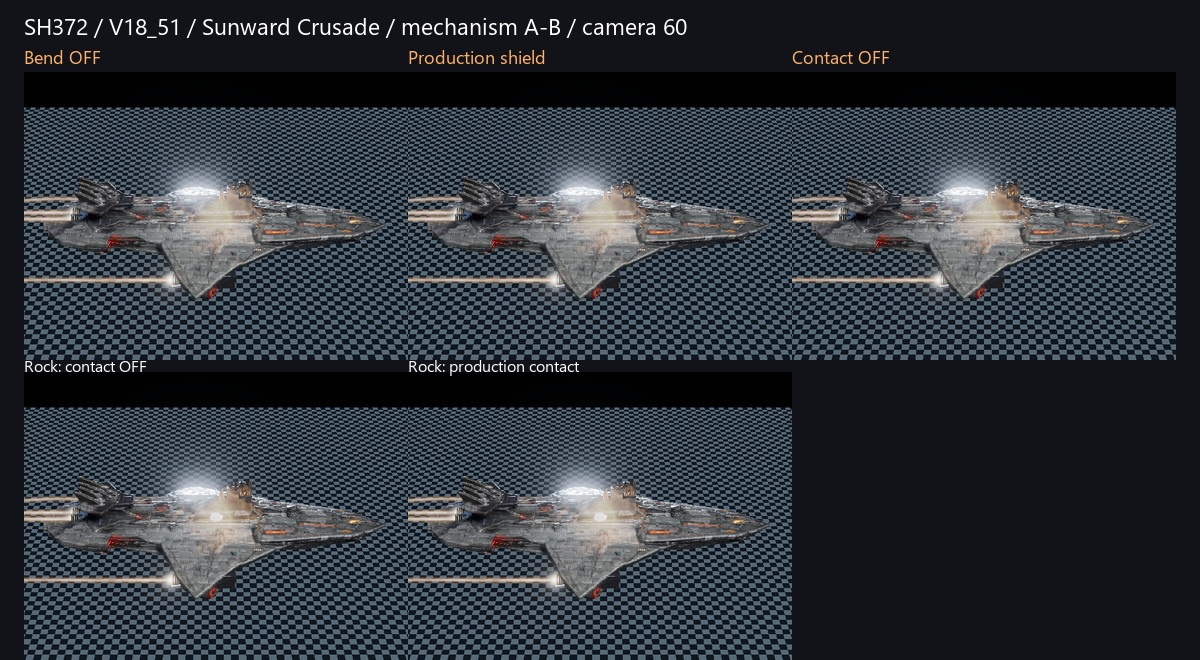 SH372 / V18_51 / Sunward Crusade / mechanism A-B / camera 60
Bend OFF
Production shield
Contact OFF
Rock: contact OFF
Rock: production contact